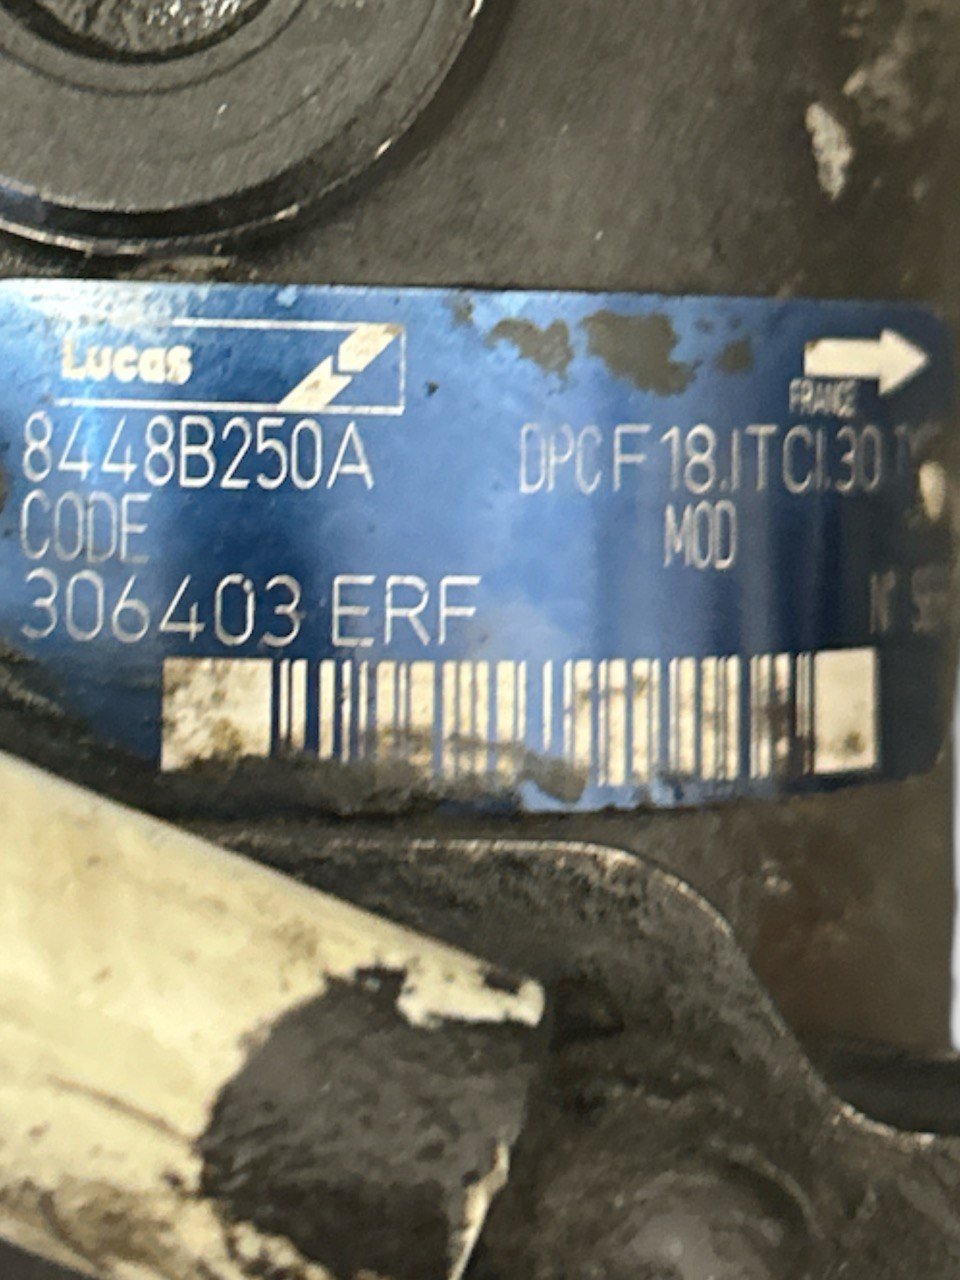 Lucas
FRANCE
8448B250A DPCF 18.ITCI.30
CODE MOD
306403 ERF